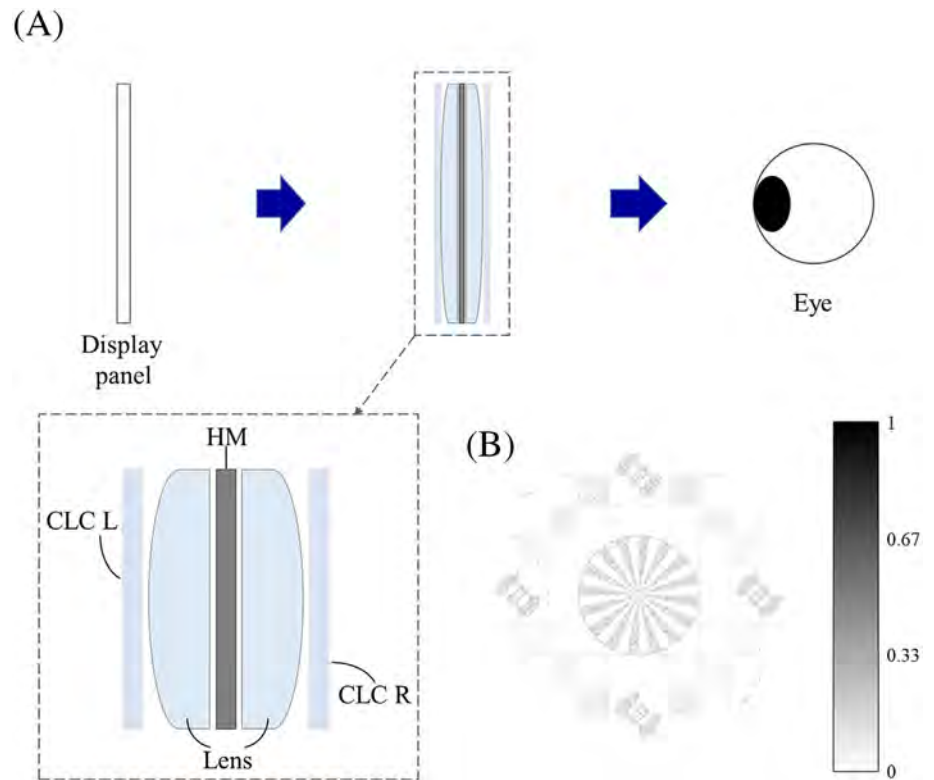 (A)
Display
panel
Eye
HM
CLC L
CLC R
Lens
(B)
1
0.67
0.33
0